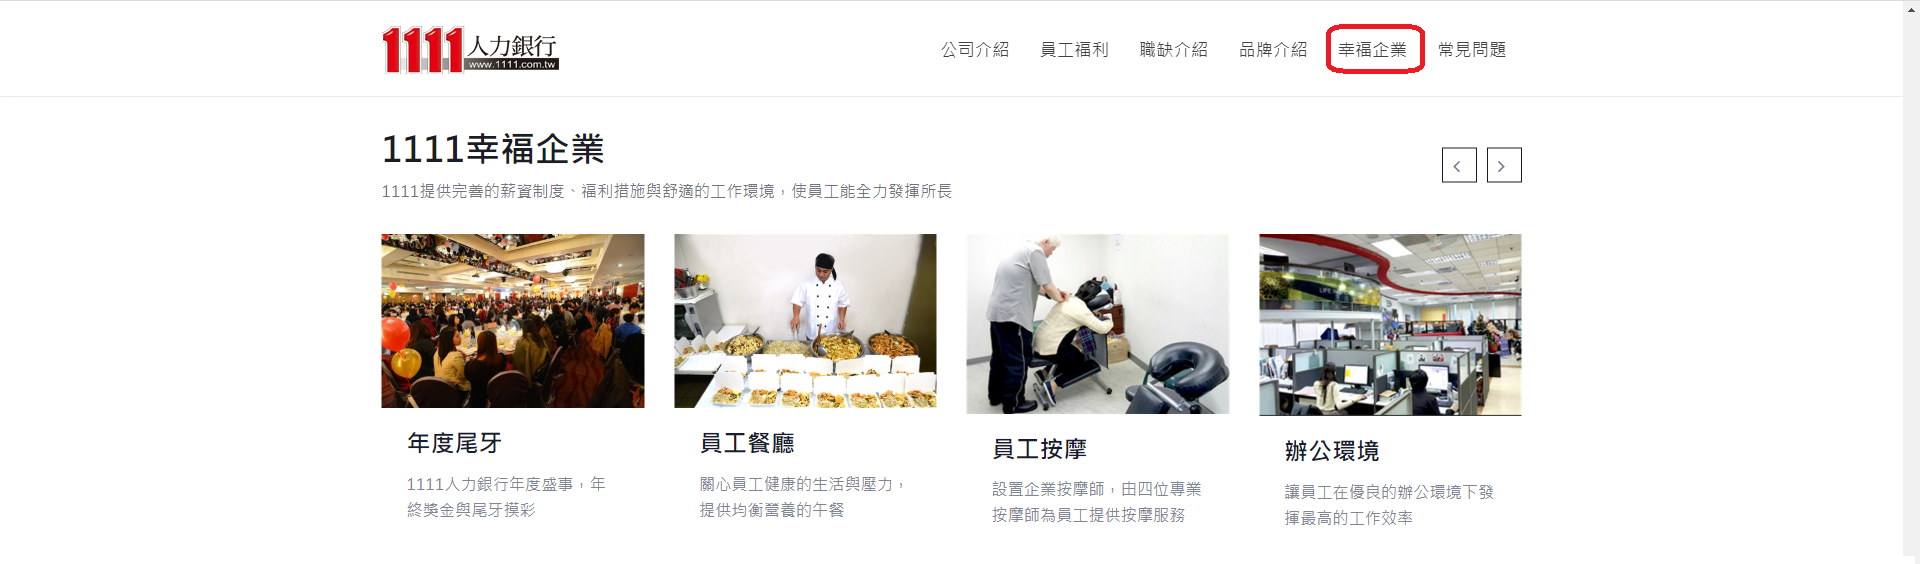 1111人力銀行
www.1111.com.tw
公司介紹 員工福利 職缺介紹 品牌介紹 幸福企業 常見問題
1111幸福企業
1111提供完善的薪資制度、福利措施與舒適的工作環境，使員工能全力發揮所長
年度尾牙
1111人力銀行年度盛事，年
終獎金與尾牙摸彩
員工餐廳
關心員工健康的生活與壓力，
提供均衡營養的午餐
員工按摩
設置企業按摩師，由四位專業
按摩師為員工提供按摩服務
辦公環境
讓員工在優良的辦公環境下發
揮最高的工作效率